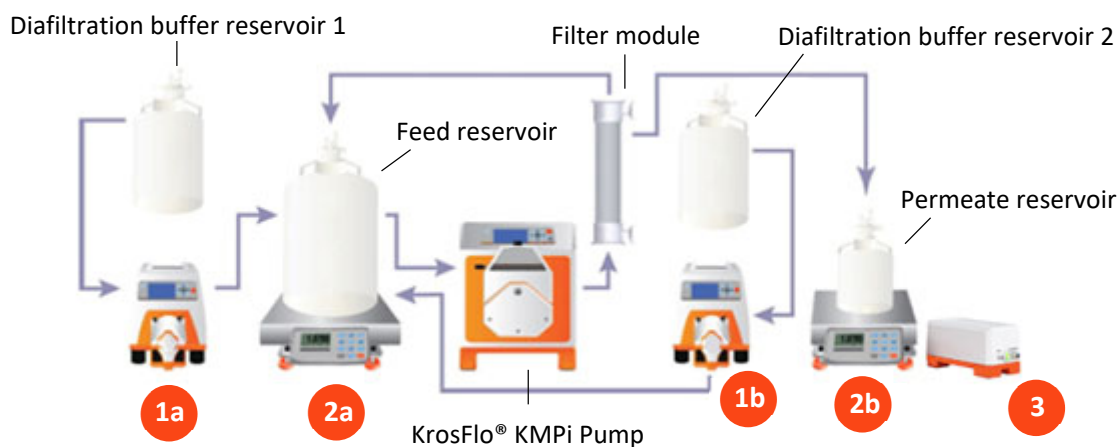 Diafiltration buffer reservoir 1
Filter module
Diafiltration buffer reservoir 2
Feed reservoir
Permeate reservoir
1a
2a
1b
2b
3
KrosFlo® KMPi Pump